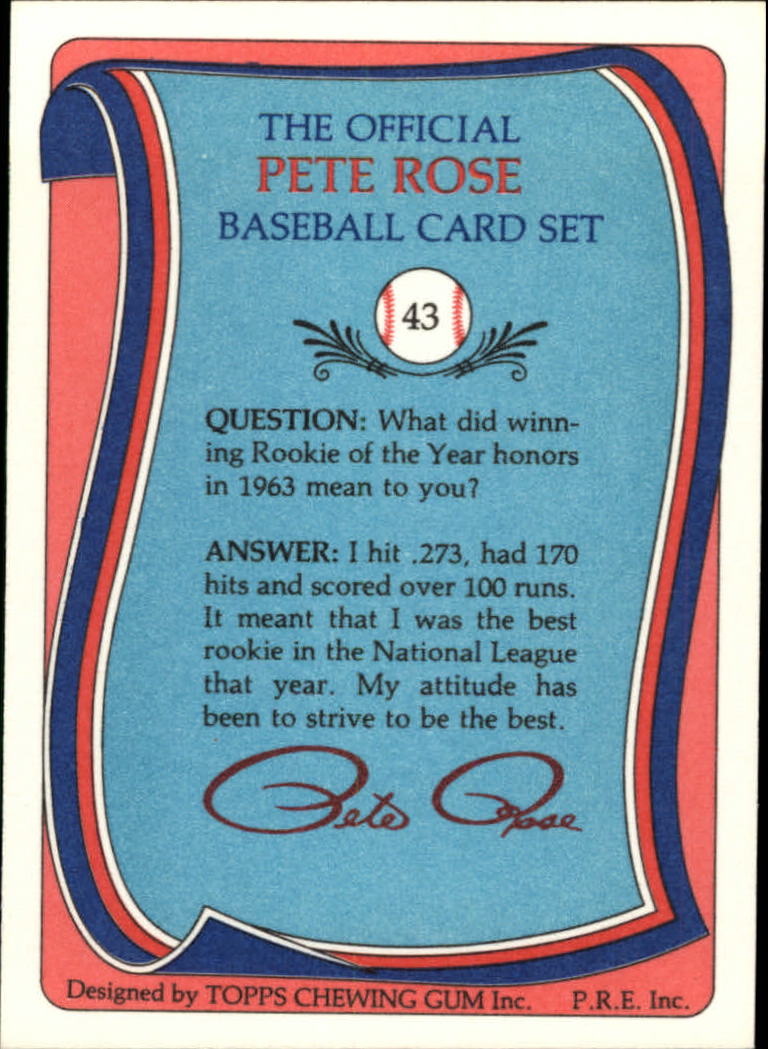 THE OFFICIAL
PETE ROSE
BASEBALL CARD SET
43
QUESTION: What did winn-
ing Rookie of the Year honors
in 1963 mean to you?
ANSWER: I hit .273, had 170
hits and scored over 100 runs.
It meant that I was the best
rookie in the National League
that year. My attitude has
been to strive to be the best.
Pete Rose
Designed by TOPPS CHEWING GUM Inc. P.R.E. Inc.